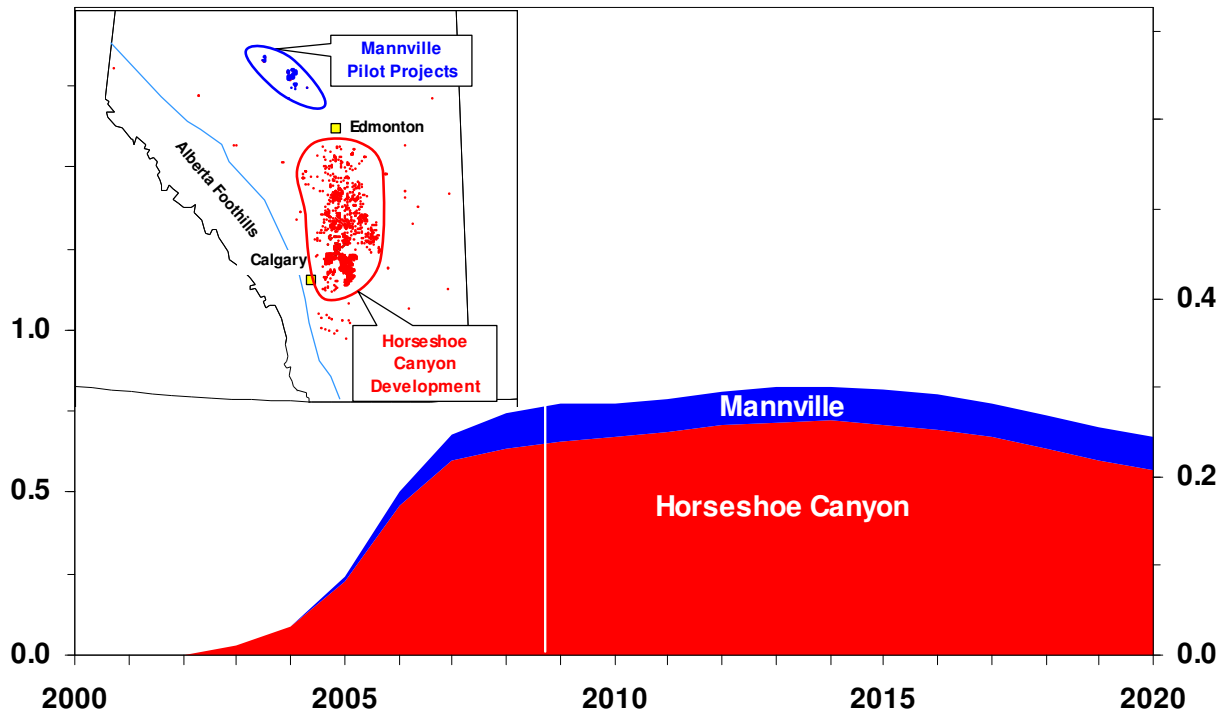 Mannville
Pilot Projects
Edmonton
Alberta Foothills
Calgary
Horseshoe
Canyon
Development
1.0
0.5
0.0
0.4
0.2
0.0
Mannville
Horseshoe Canyon
2000
2005
2010
2015
2020